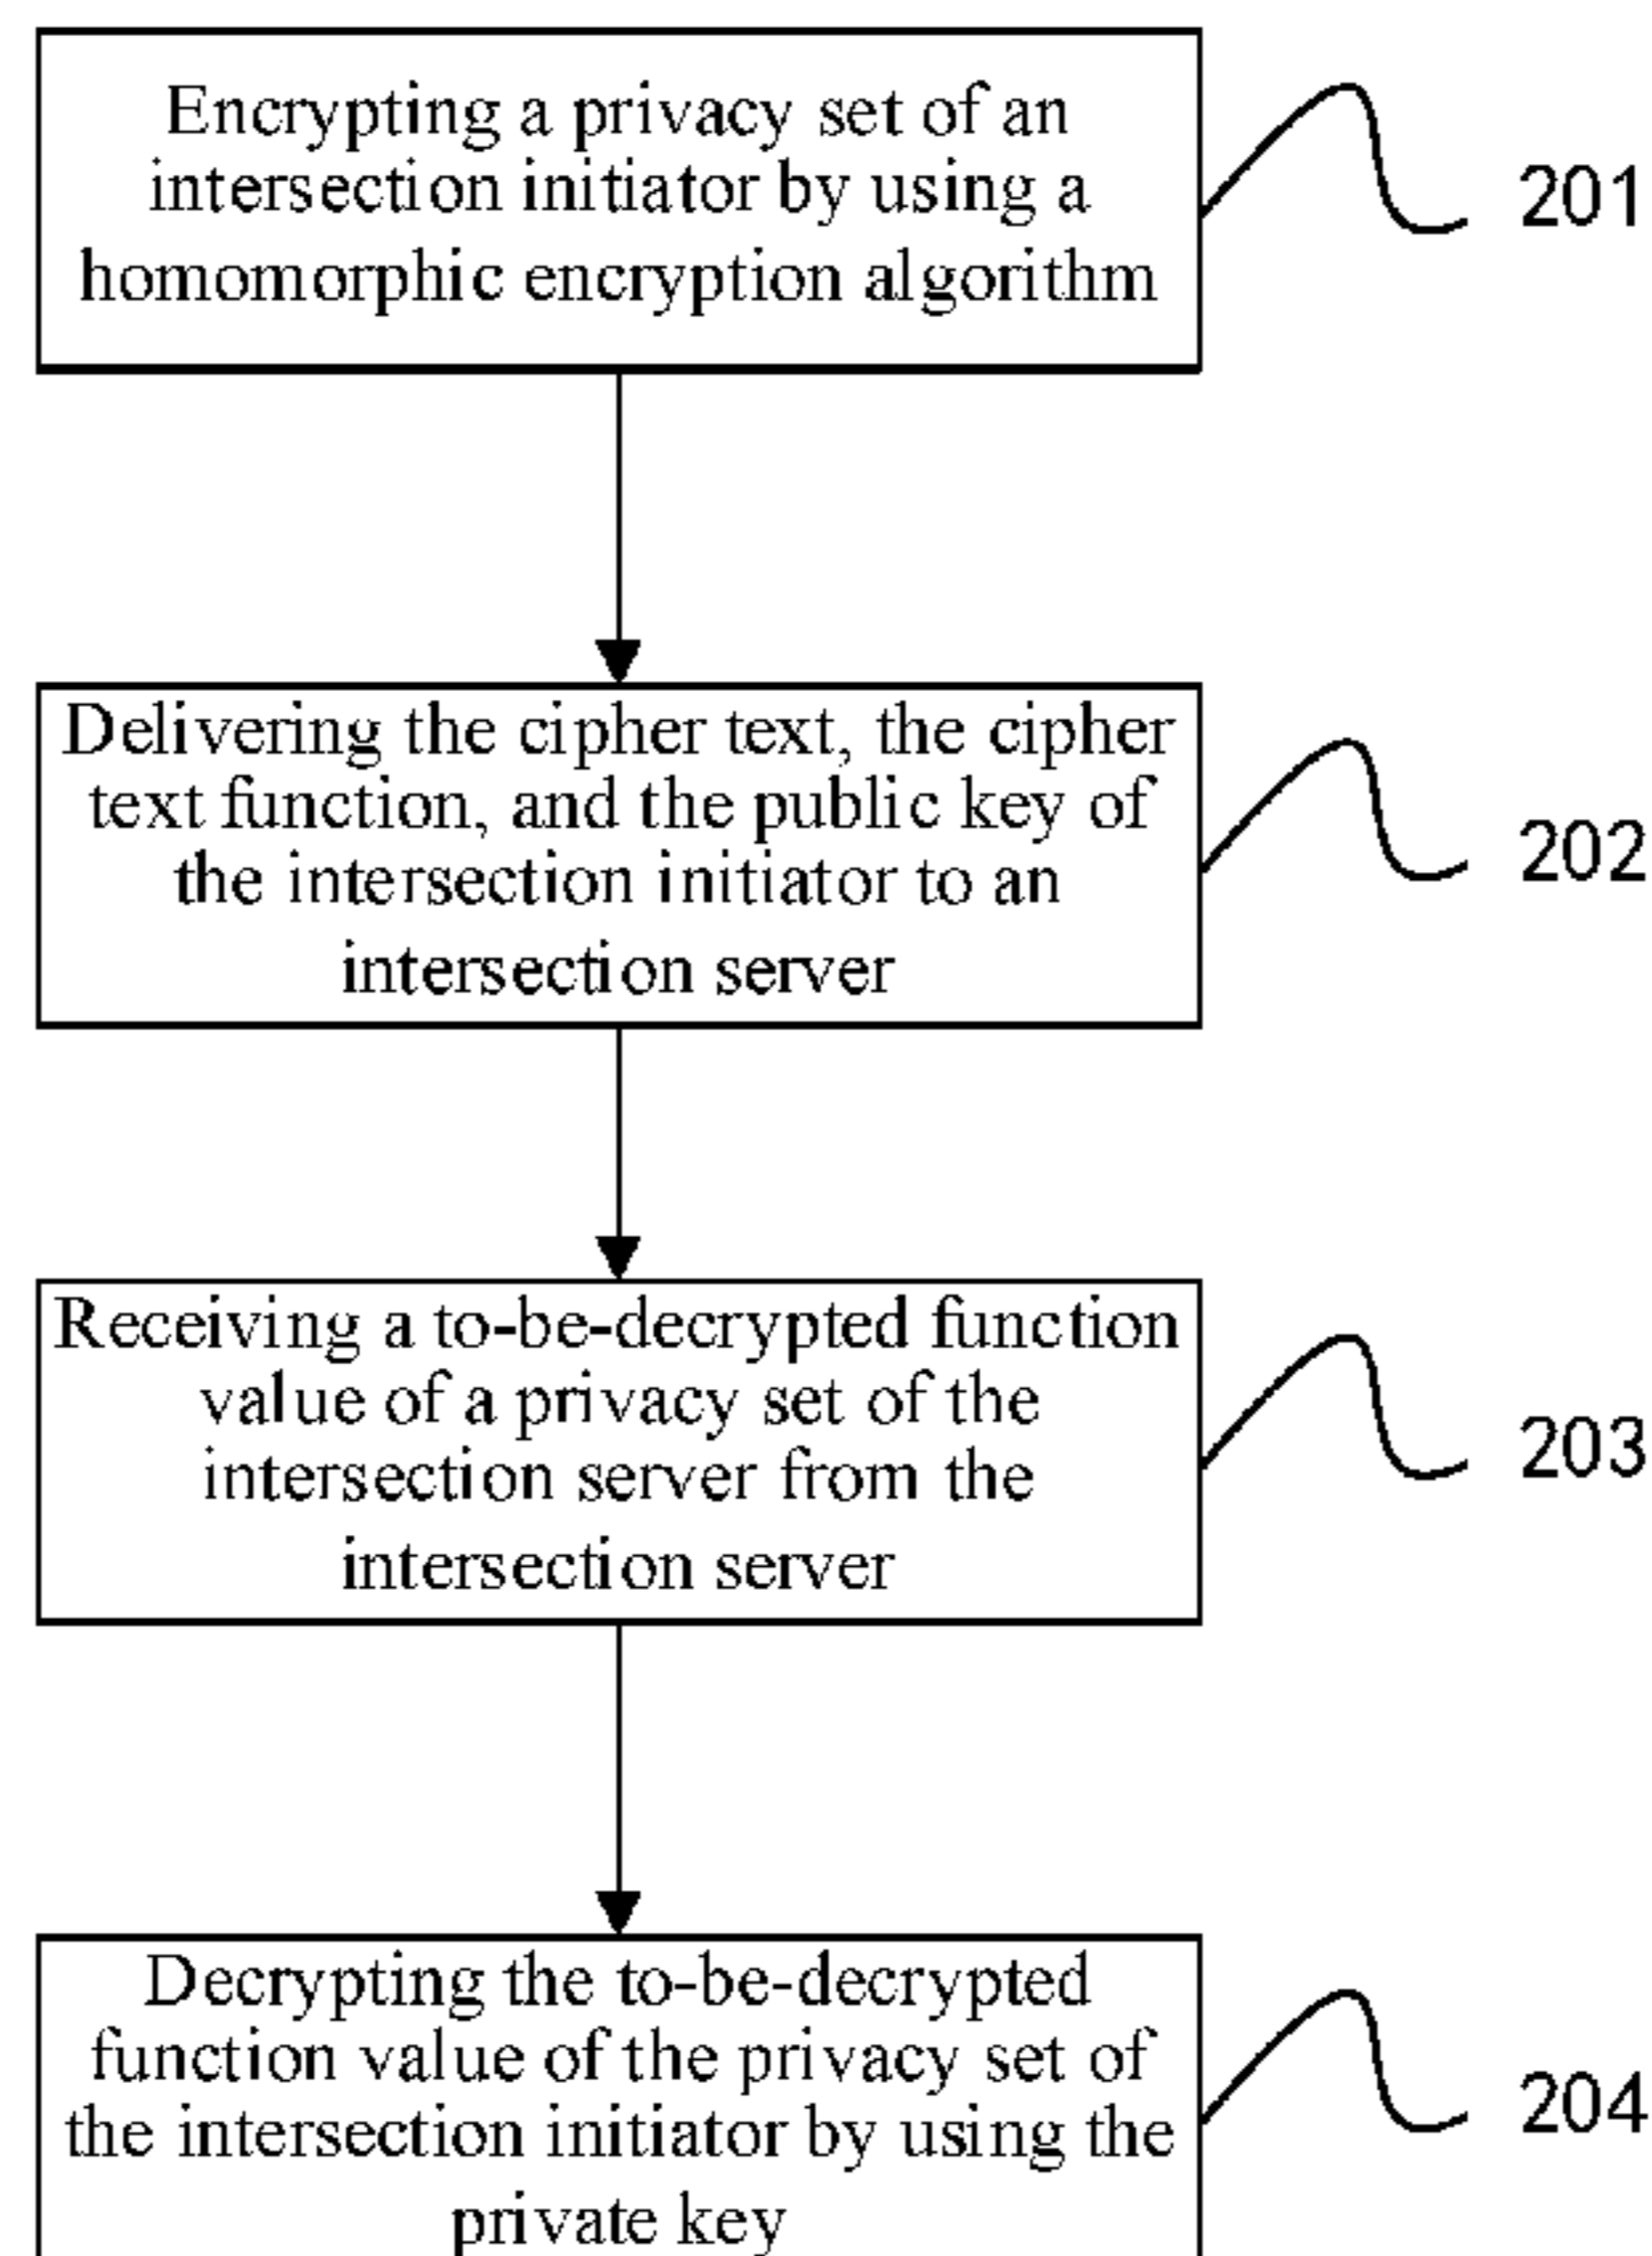 Encrypting a privacy set of an
intersection initiator by using a
homomorphic encryption algorithm
201
Delivering the cipher text, the cipher
text function, and the public key of
the intersection initiator to an
intersection server
202
Receiving a to-be-decrypted function
value of a privacy set of the
intersection server from the
intersection server
203
Decrypting the to-be-decrypted
function value of the privacy set of
the intersection initiator by using the
private key
204